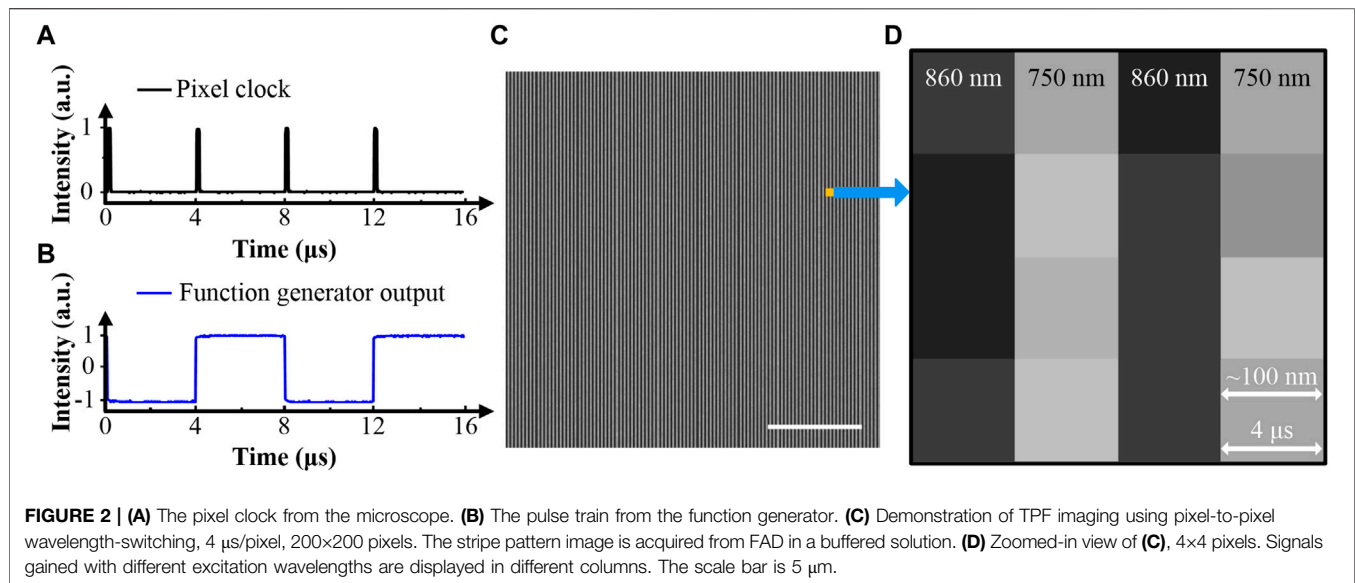 A
Intensity (a.u.)
Pixel clock
1
0
0 4 8 12 16
Time (µs)
B
Intensity (a.u.)
Function generator output
1
0
-1
0 4 8 12 16
Time (µs)
C
D
860 nm 750 nm 860 nm 750 nm
~100 nm
4 µs
FIGURE 2 | (A) The pixel clock from the microscope. (B) The pulse train from the function generator. (C) Demonstration of TPF imaging using pixel-to-pixel
wavelength-switching, 4 µs/pixel, 200×200 pixels. The stripe pattern image is acquired from FAD in a buffered solution. (D) Zoomed-in view of (C), 4×4 pixels. Signals
gained with different excitation wavelengths are displayed in different columns. The scale bar is 5 µm.